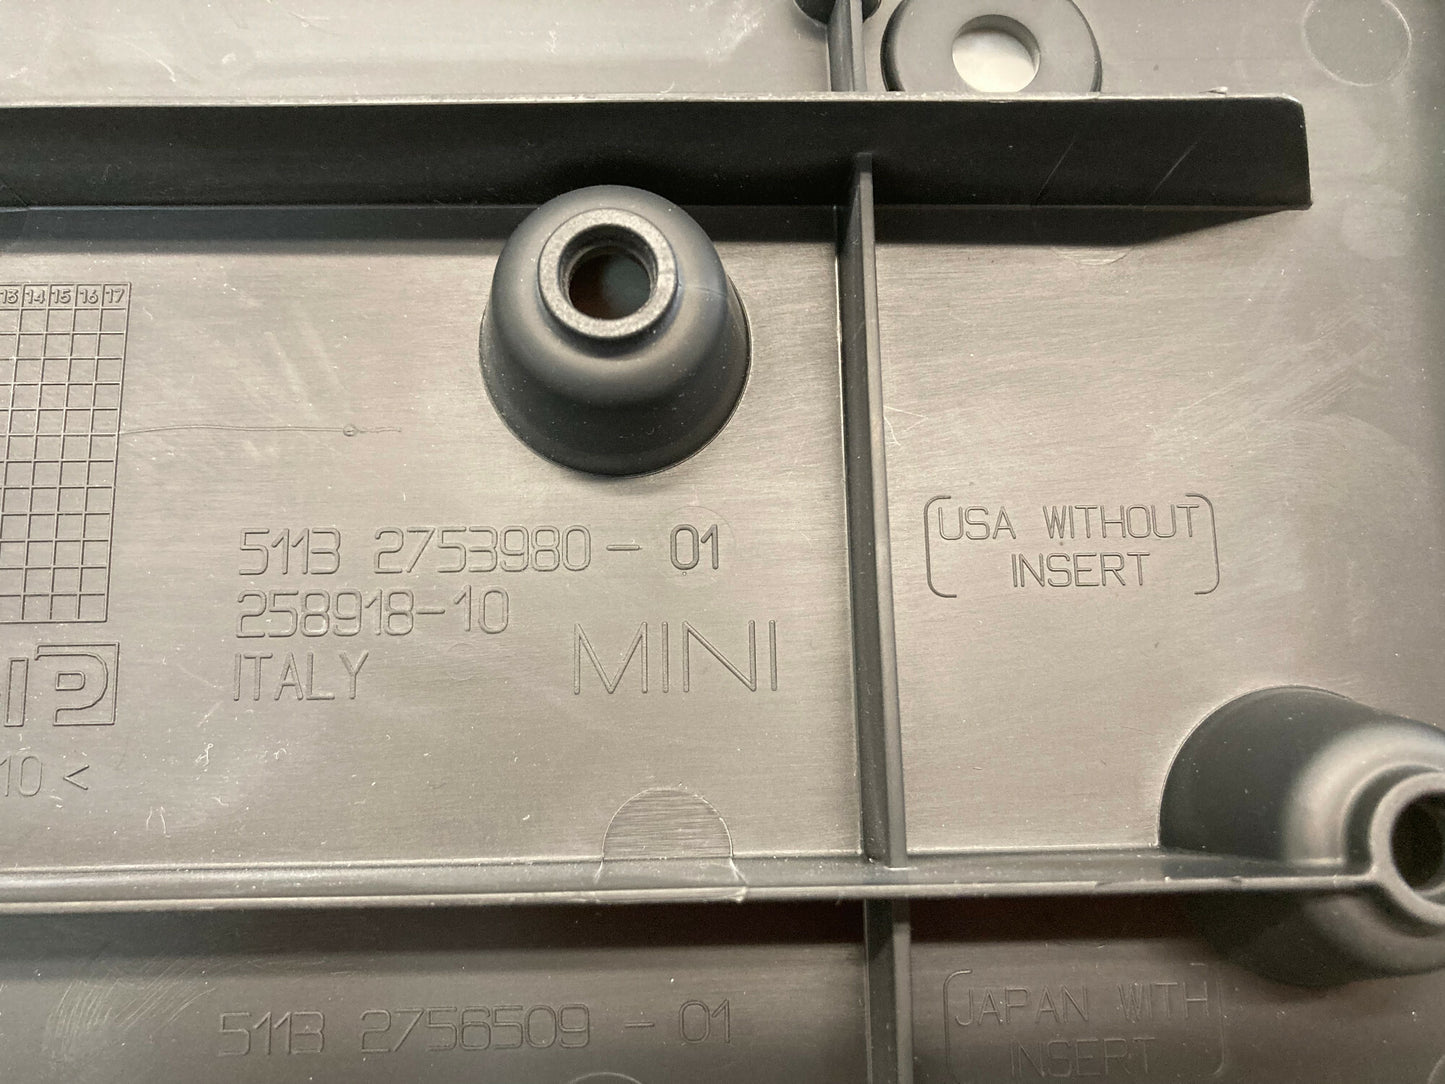 13 14 15 16 17
5113 2753980 - 01
258918-10
ITALY
MINI
10 <
USA WITHOUT
INSERT
5113 2756509 - 01
JAPAN WITH
INSERT